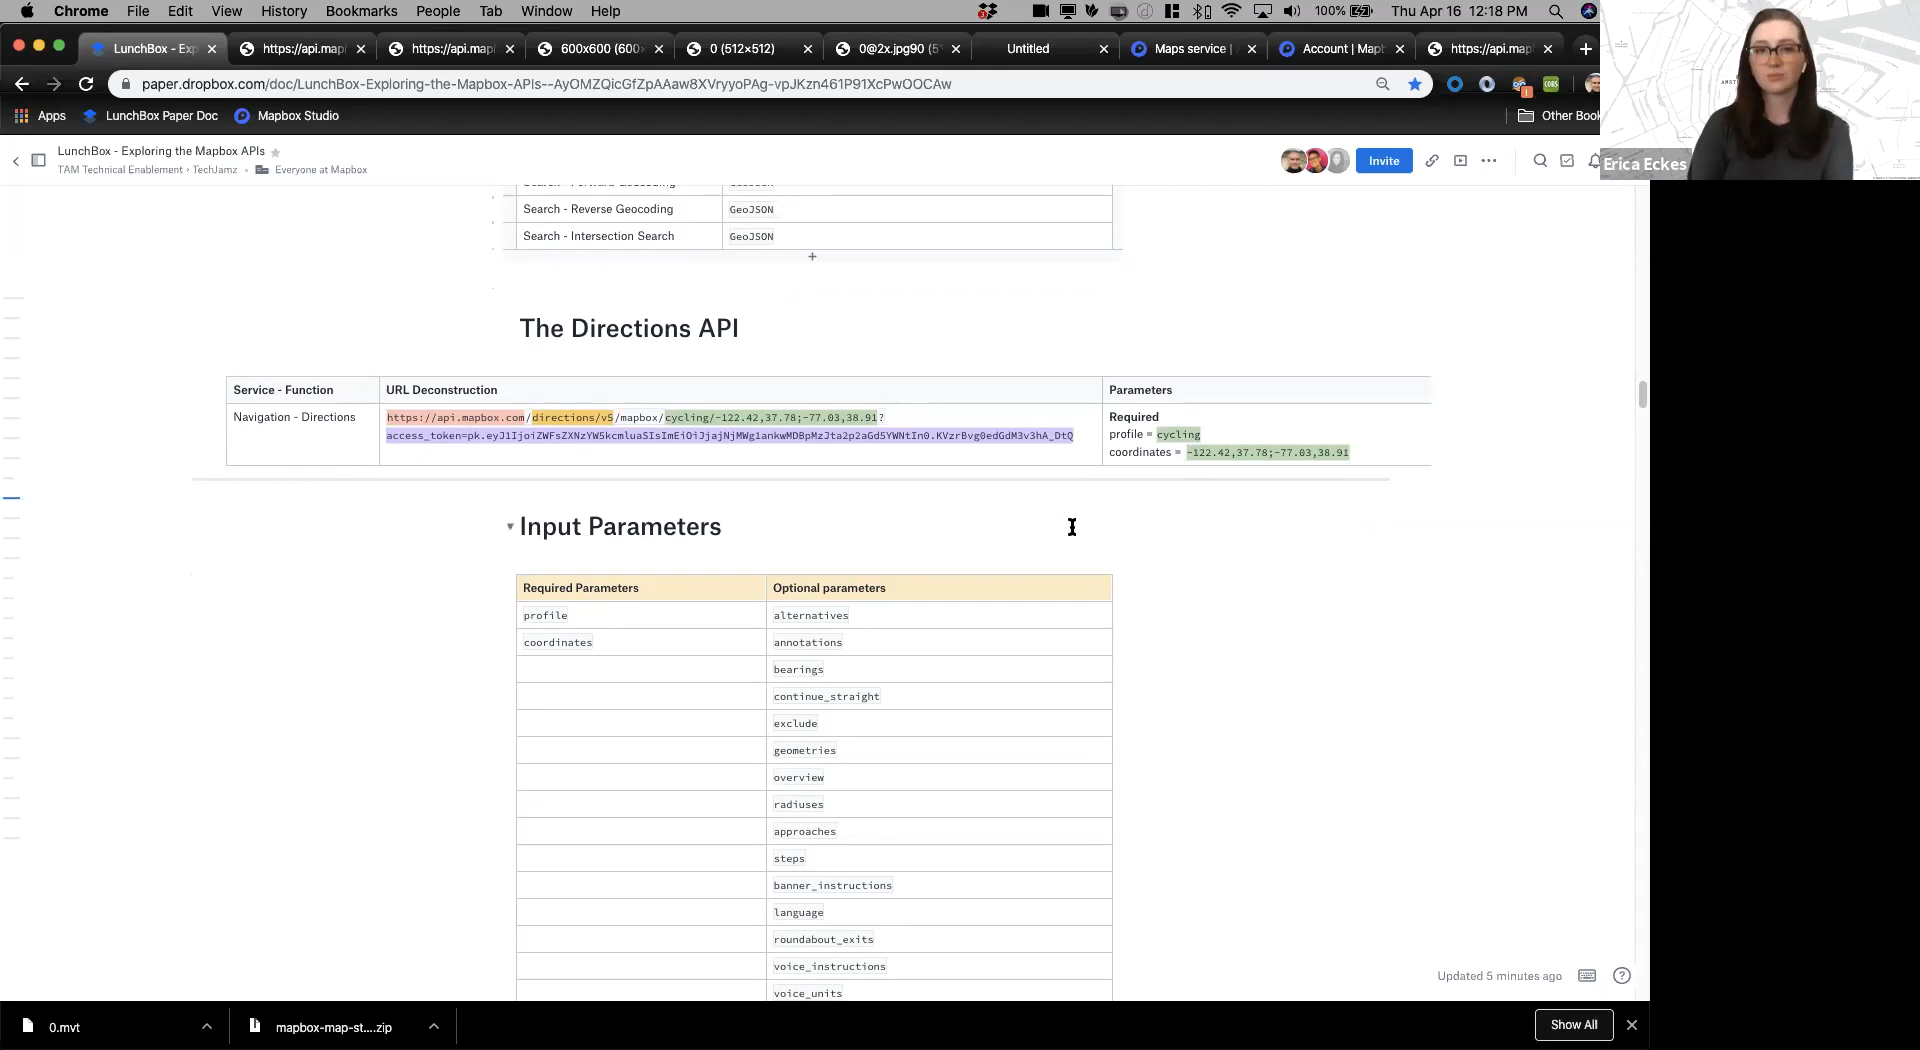 Chrome File Edit View History Bookmarks People Tab Window Help 100% Thu Apr 16 12:18 PM
LunchBox - Exp https://api.mapl https://api.mapl 600x600 (600× 0 (512×512) 0@2x.jpg90 (5 Untitled Maps service | Account | Mapb https://api.mapl
paper.dropbox.com/doc/LunchBox-Exploring-the-Mapbox-APIs--AyOMZQicGfZpAAaw8XVryyoPAg-vpJKzn461P91XcPwOOCAw
Apps LunchBox Paper Doc Mapbox Studio Other Book
LunchBox - Exploring the Mapbox APIs
TAM Technical Enablement › TechJamz • Everyone at Mapbox
Invite
Erica Eckes
Search - Reverse Geocoding GeoJSON
Search - Intersection Search GeoJSON
+
The Directions API
Service - Function URL Deconstruction Parameters
Navigation - Directions https://api.mapbox.com/directions/v5/mapbox/cycling/-122.42,37.78;-77.03,38.91? Required
profile = cycling
coordinates = -122.42,37.78;-77.03,38.91
Input Parameters
Required Parameters Optional parameters
profile alternatives
coordinates annotations
bearings
continue_straight
exclude
geometries
overview
radiuses
approaches
steps
banner_instructions
language
roundabout_exits
voice_instructions
voice_units
Updated 5 minutes ago
0.mvt mapbox-map-st....zip Show All